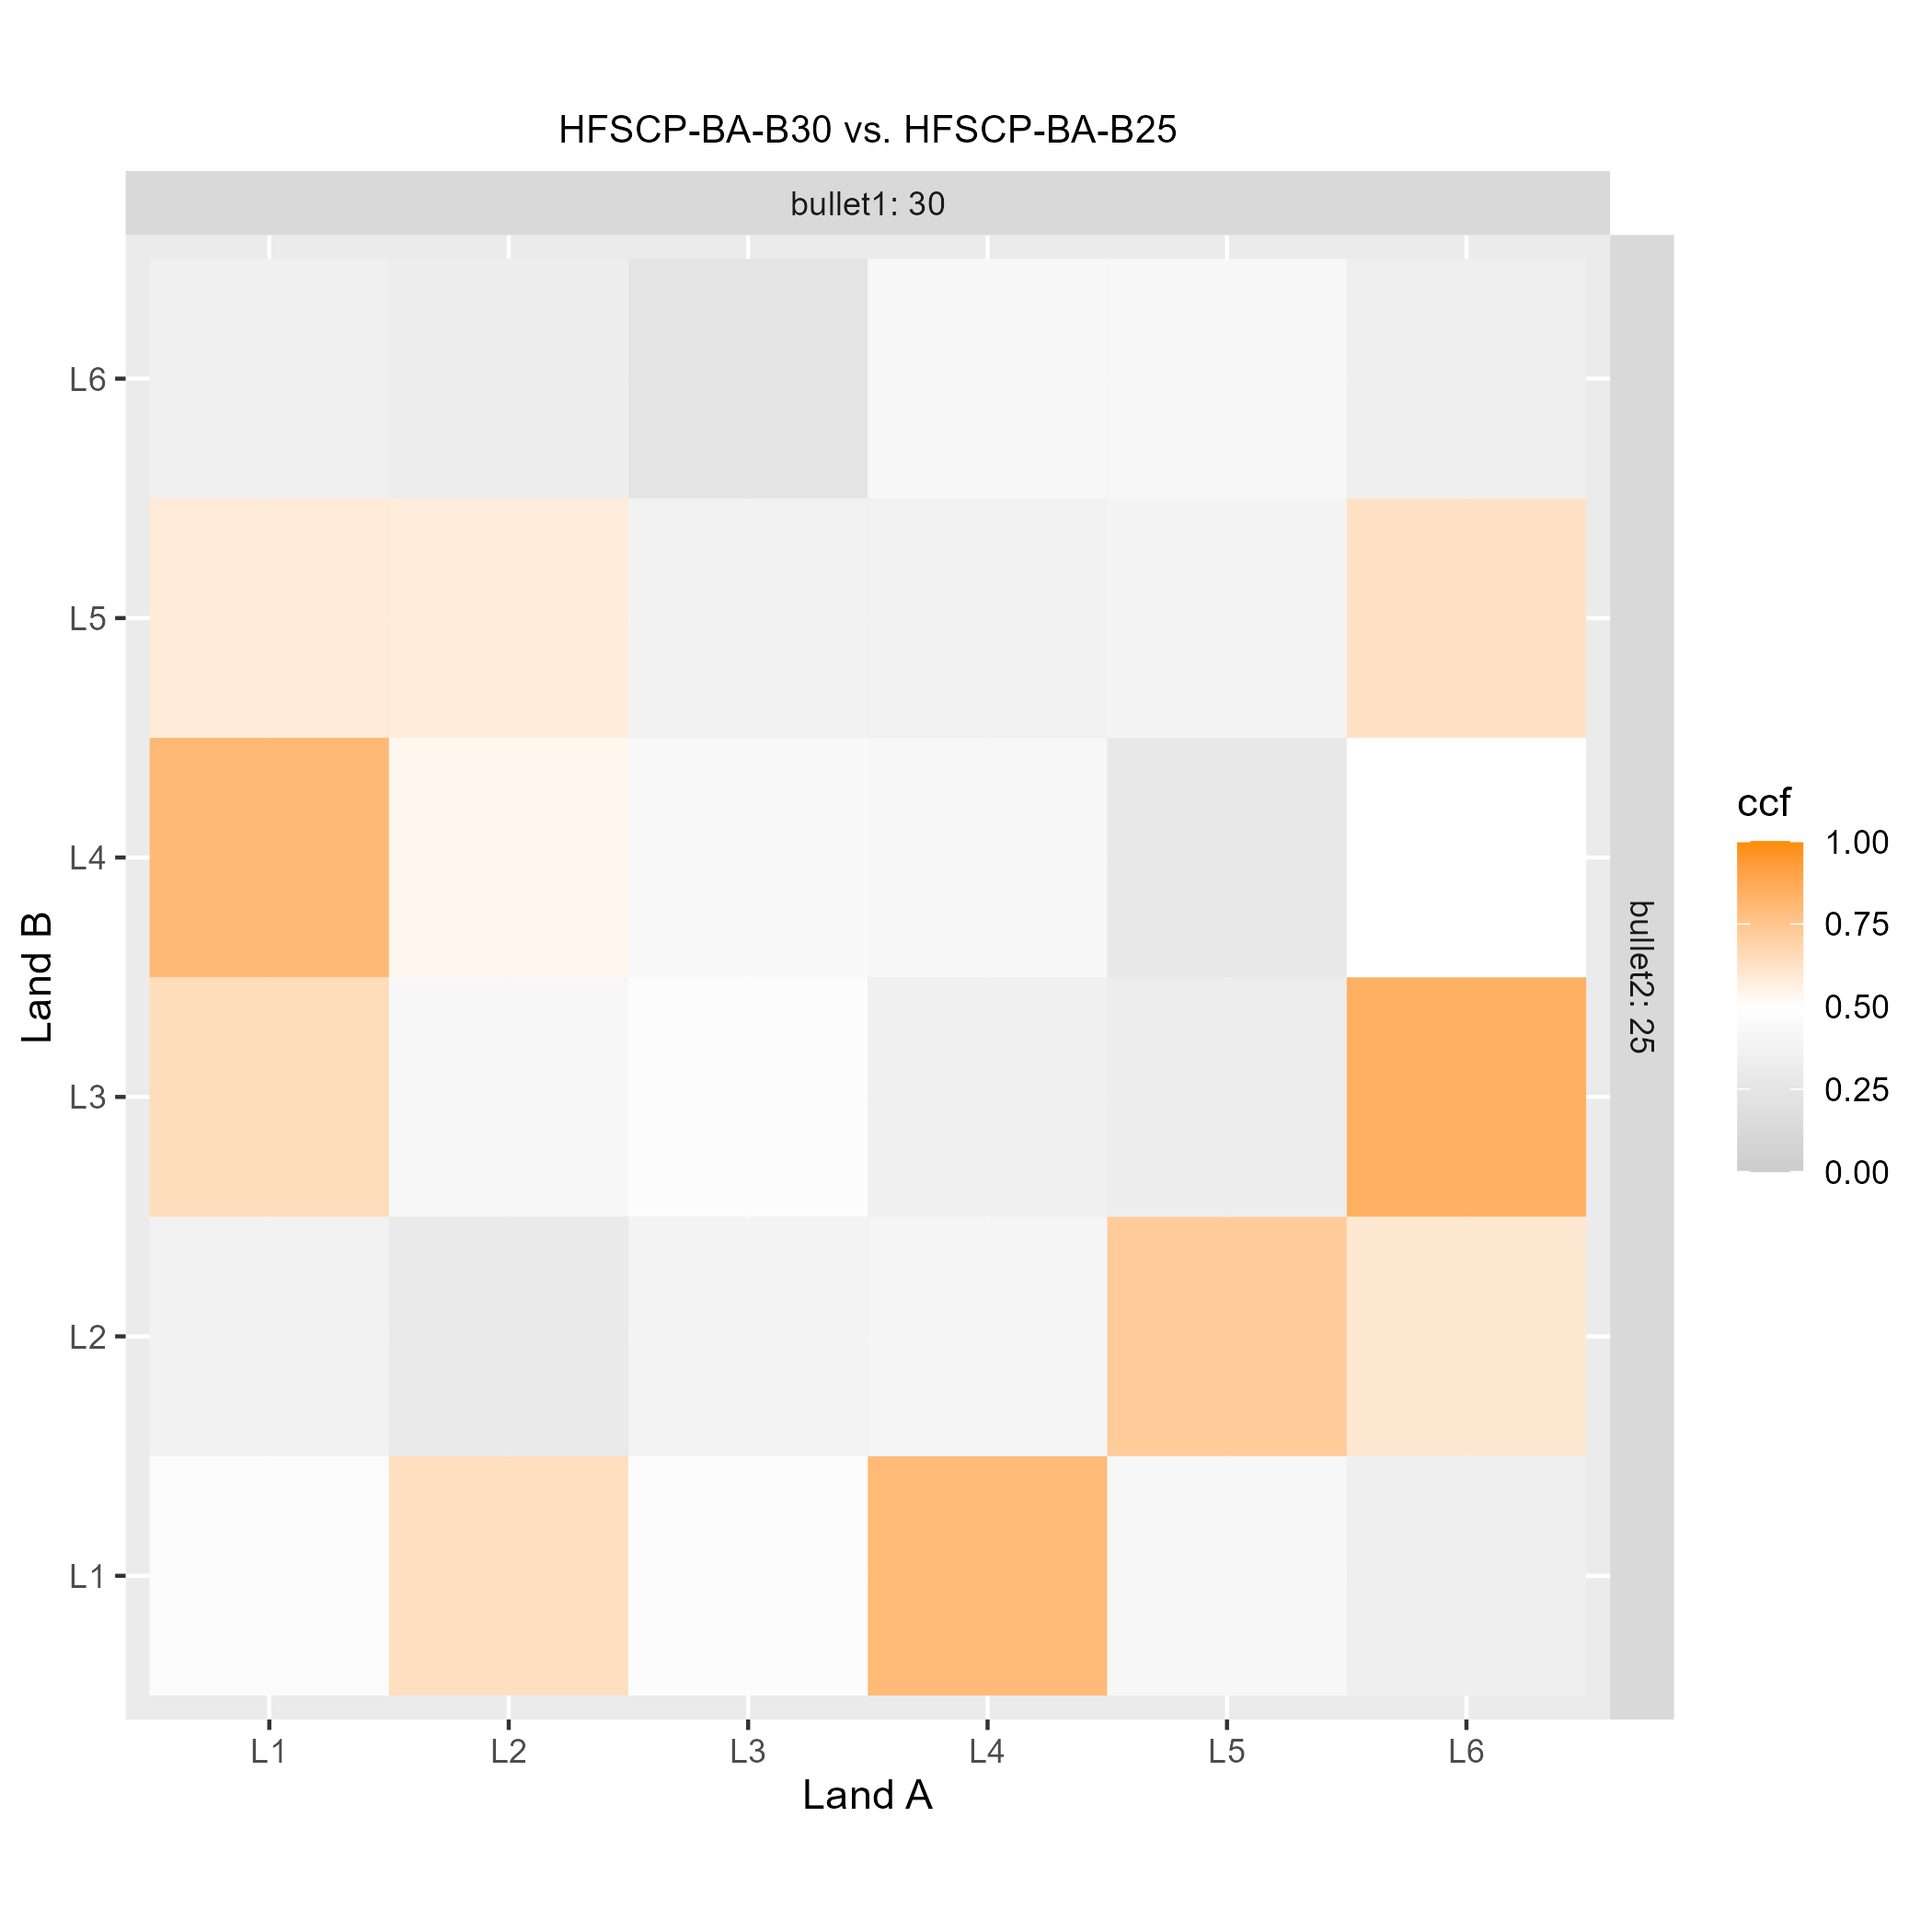 HFSCP-BA-B30 vs. HFSCP-BA-B25
bullet1: 30
L6
L5
L4
L3
L2
L1
Land B
bullet2: 25
L1 L2 L3 L4 L5 L6
Land A
ccf
1.00
0.75
0.50
0.25
0.00